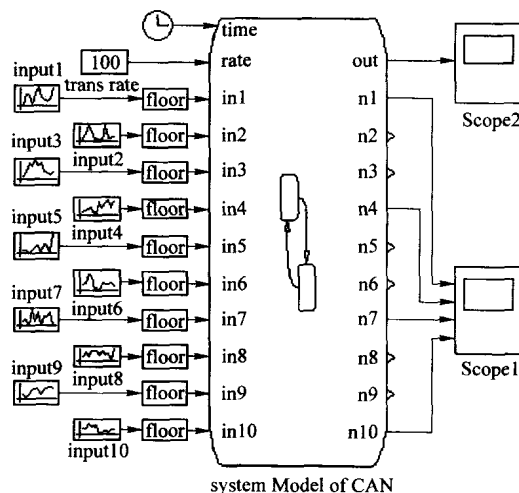 time
rate
100
trans rate
out
Scope2
input1
floor
in1
n1
input2
floor
in2
n2
input3
floor
in3
n3
input4
floor
in4
n4
input5
floor
in5
n5
input6
floor
in6
n6
input7
floor
in7
n7
input8
floor
in8
n8
input9
floor
in9
n9
input10
floor
in10
n10
Scope1
system Model of CAN